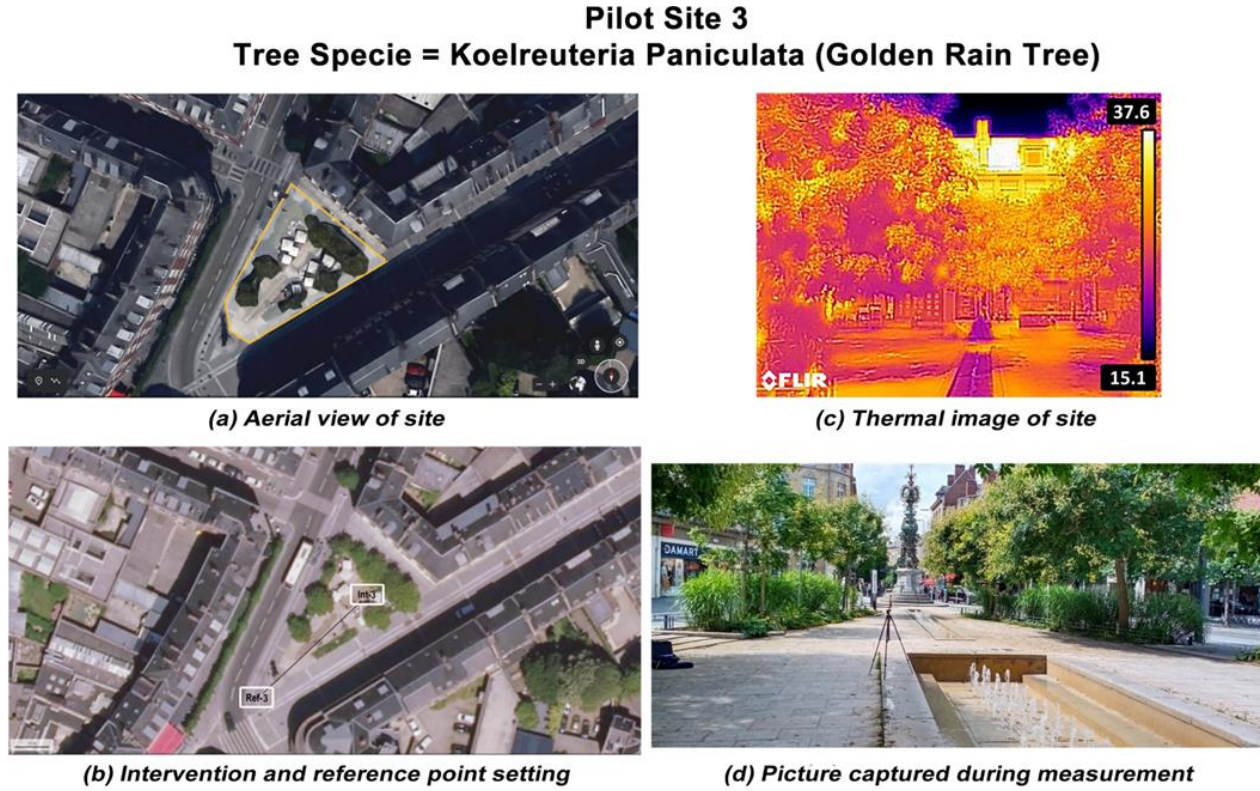 Pilot Site 3
Tree Specie = Koelreuteria Paniculata (Golden Rain Tree)
37.6
15.1
FLIR
3D
(a) Aerial view of site
(c) Thermal image of site
Int-3
Ref-3
DAMART
(b) Intervention and reference point setting
(d) Picture captured during measurement